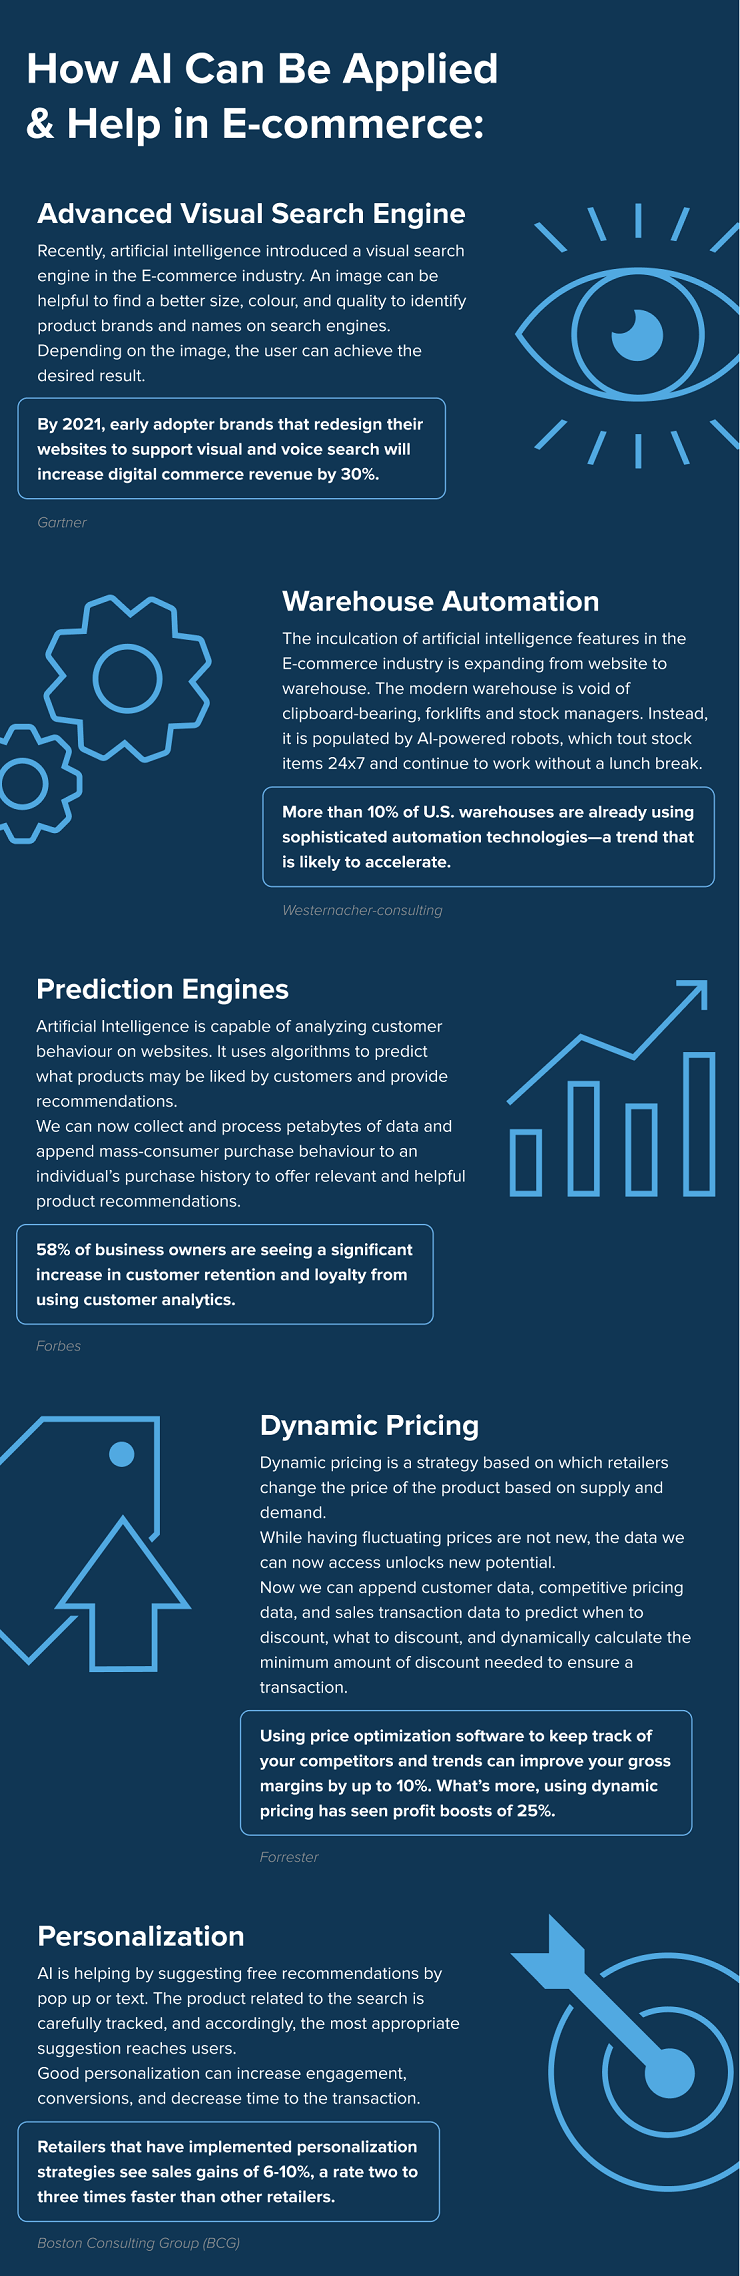 How AI Can Be Applied
& Help in E-commerce:
Advanced Visual Search Engine
Recently, artificial intelligence introduced a visual search
engine in the E-commerce industry. An image can be
helpful to find a better size, colour, and quality to identify
product brands and names on search engines.
Depending on the image, the user can achieve the
desired result.
By 2021, early adopter brands that redesign their
websites to support visual and voice search will
increase digital commerce revenue by 30%.
Gartner
Warehouse Automation
The inculcation of artificial intelligence features in the
E-commerce industry is expanding from website to
warehouse. The modern warehouse is void of
clipboard-bearing, forklifts and stock managers. Instead,
it is populated by AI-powered robots, which tout stock
items 24x7 and continue to work without a lunch break.
More than 10% of U.S. warehouses are already using
sophisticated automation technologies—a trend that
is likely to accelerate.
Westernacher-consulting
Prediction Engines
Artificial Intelligence is capable of analyzing customer
behaviour on websites. It uses algorithms to predict
what products may be liked by customers and provide
recommendations.
We can now collect and process petabytes of data and
append mass-consumer purchase behaviour to an
individual's purchase history to offer relevant and helpful
product recommendations.
58% of business owners are seeing a significant
increase in customer retention and loyalty from
using customer analytics.
Forbes
Dynamic Pricing
Dynamic pricing is a strategy based on which retailers
change the price of the product based on supply and
demand.
While having fluctuating prices are not new, the data we
can now access unlocks new potential.
Now we can append customer data, competitive pricing
data, and sales transaction data to predict when to
discount, what to discount, and dynamically calculate the
minimum amount of discount needed to ensure a
transaction.
Using price optimization software to keep track of
your competitors and trends can improve your gross
margins by up to 10%. What's more, using dynamic
pricing has seen profit boosts of 25%.
Forrester
Personalization
AI is helping by suggesting free recommendations by
pop up or text. The product related to the search is
carefully tracked, and accordingly, the most appropriate
suggestion reaches users.
Good personalization can increase engagement,
conversions, and decrease time to the transaction.
Retailers that have implemented personalization
strategies see sales gains of 6-10%, a rate two to
three times faster than other retailers.
Boston Consulting Group (BCG)